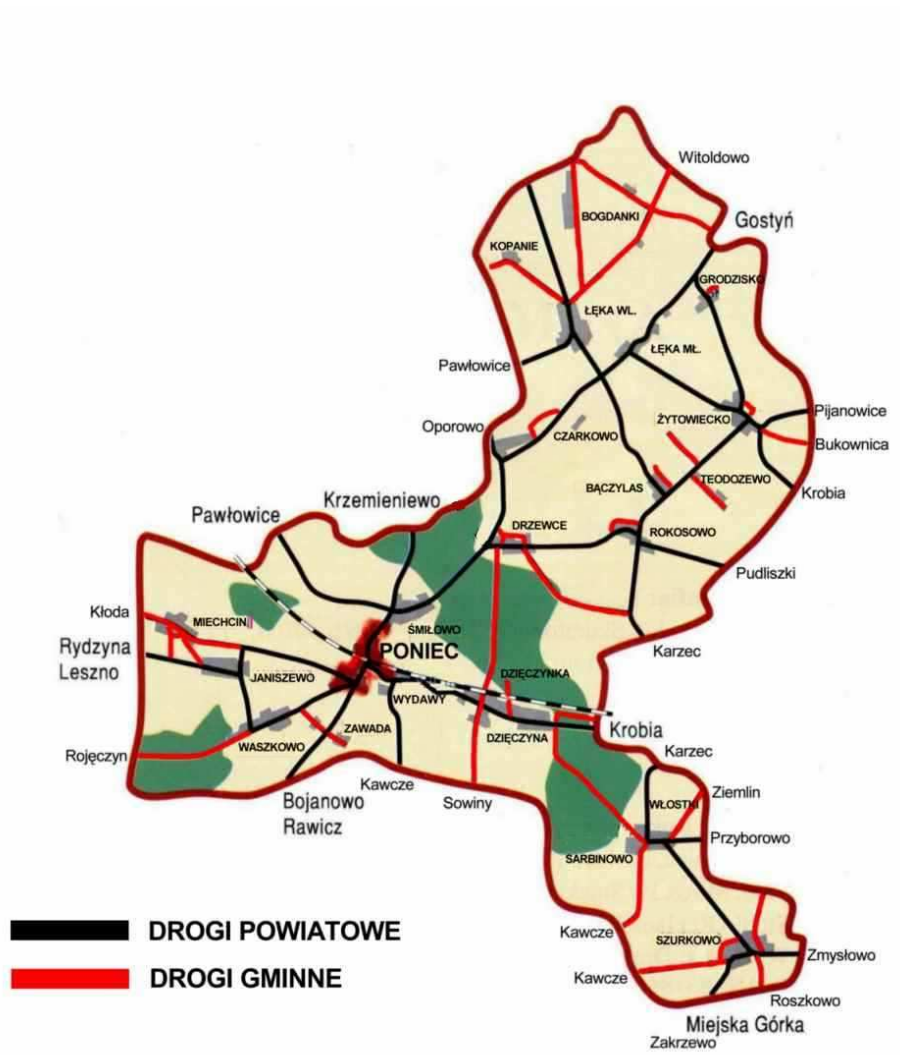 Witoldowo
Gostyń
BOGDANKI
KOPANIE
GRODZISKO
ŁĘKA WL.
ŁĘKA MŁ.
Pawłowice
Pijanowice
ŻYTOWIECKO
Oporowo
CZARKOWO
Bukownica
TEODOZEWO
BĄCZYLAS
Krobia
Krzemieniewo
Pawłowice
DRZEWCE
ROKOSOWO
Pudliszki
Kłoda
MIECHCIN
ŚMIŁOWO
Rydzyna
Leszno
PONIEC
Karzec
JANISZEWO
DZIĘCZYNKA
WYDAWY
ZAWADA
Krobia
DZIĘCZYNA
WASZKOWO
Rojęczyn
Karzec
Kawcze
Bojanowo
Rawicz
Sowiny
Ziemlin
WŁOSTKI
Przyborowo
SARBINOWO
DROGI POWIATOWE
Kawcze
SZURKOWO
Zmysłowo
DROGI GMINNE
Kawcze
Roszkowo
Miejska Górka
Zakrzewo